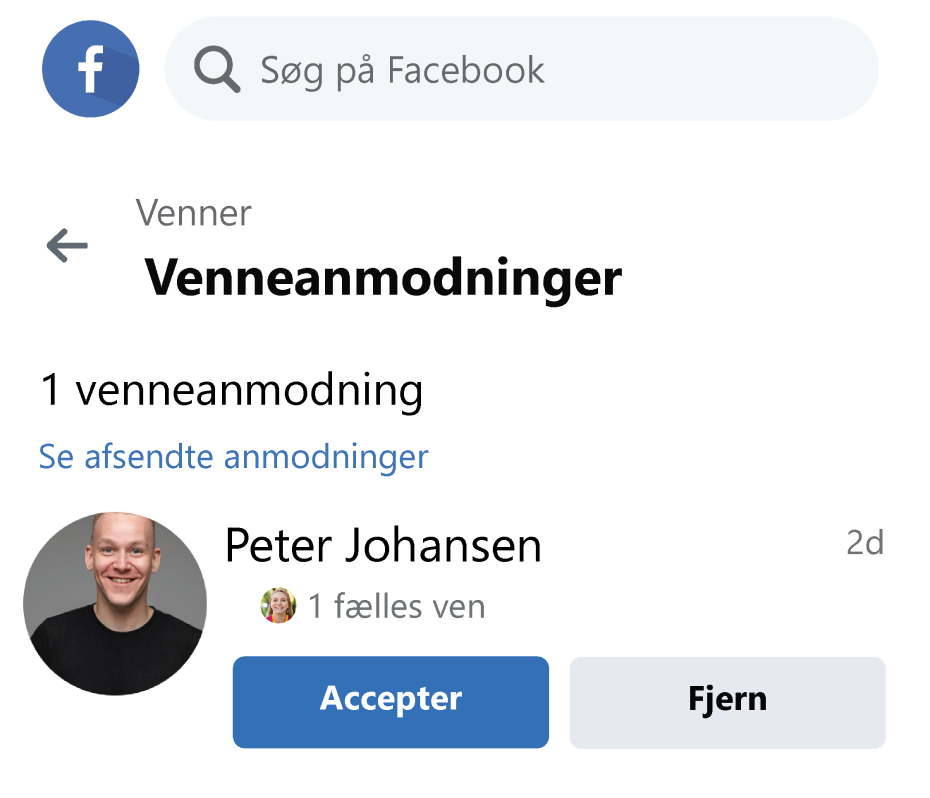 f
Søg på Facebook
Venner
Venneanmodninger
1 venneanmodning
Se afsendte anmodninger
Peter Johansen
2d
1 fælles ven
Accepter
Fjern